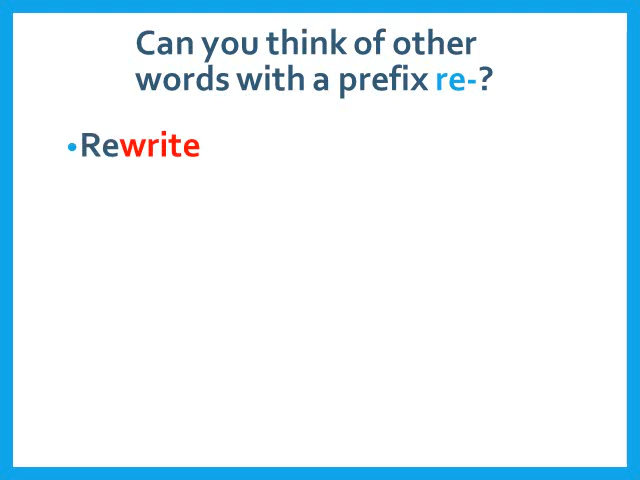 Can you think of other
words with a prefix re-?
•Rewrite